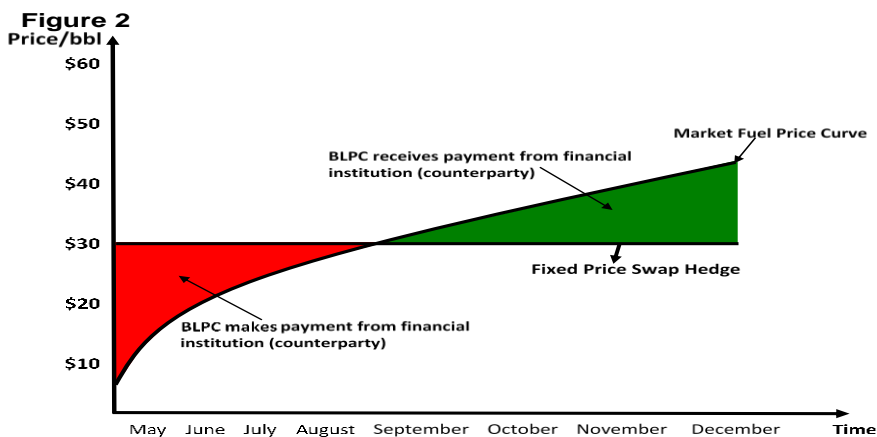 Figure 2
Price/bbl
$60
$50
Market Fuel Price Curve
BLPC receives payment from financial
institution (counterparty)
$40
$30
Fixed Price Swap Hedge
$20
BLPC makes payment from financial
institution (counterparty)
$10
May June July August September October November December Time